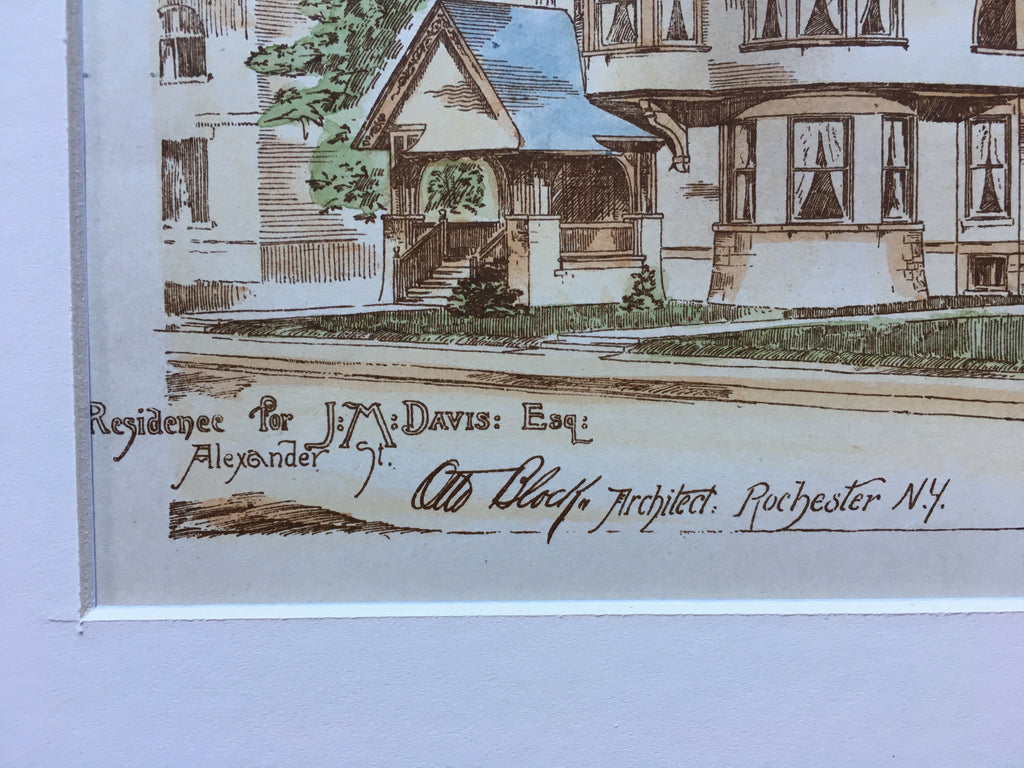 Residence for J: M: DAVIS: Esq:
Alexander St.
Otto Block,, Architect: Rochester N.Y.